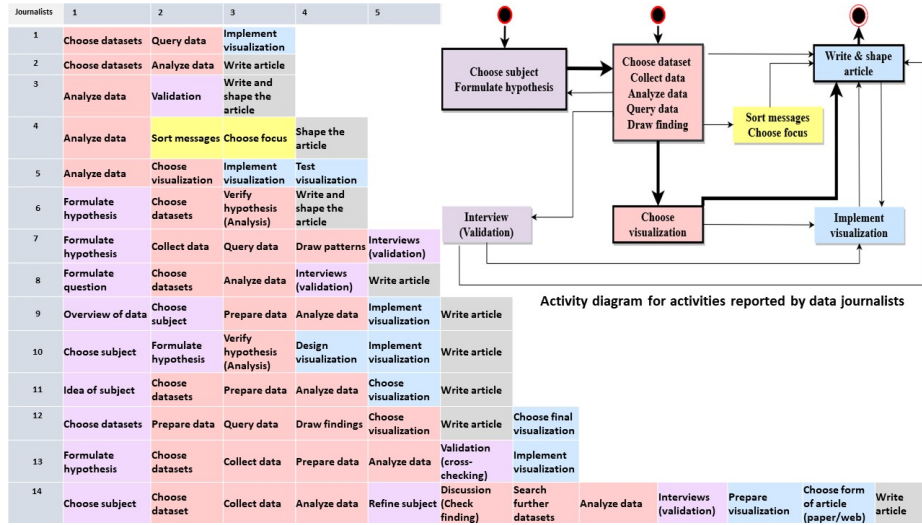 Journalists 1 2 3 4 5
1 Choose datasets Query data Implement visualization
2 Choose datasets Analyze data Write article
3 Analyze data Validation Write and shape the article
4 Analyze data Sort messages Choose focus Shape the article
5 Analyze data Choose visualization Implement visualization Test visualization
6 Formulate hypothesis Choose datasets Verify hypothesis (Analysis) Write and shape the article
7 Formulate hypothesis Collect data Query data Draw patterns Interviews (validation)
8 Formulate question Choose datasets Analyze data Interviews (validation) Write article
9 Overview of data Choose subject Prepare data Analyze data Implement visualization Write article
10 Choose subject Formulate hypothesis Verify hypothesis (Analysis) Design visualization Implement visualization Write article
11 Idea of subject Choose datasets Prepare data Analyze data Choose visualization Write article
12 Choose datasets Prepare data Query data Draw findings Choose visualization Write article Choose final visualization
13 Formulate hypothesis Choose datasets Collect data Prepare data Analyze data Validation (cross-checking) Implement visualization
14 Choose subject Choose dataset Collect data Analyze data Refine subject Discussion (Check finding) Search further datasets Analyze data Interviews (validation) Prepare visualization Choose form of article (paper/web) Write article
Choose subject
Formulate hypothesis
Choose dataset
Collect data
Analyze data
Query data
Draw finding
Write & shape
article
Sort messages
Choose focus
Interview
(Validation)
Choose
visualization
Implement
visualization
Activity diagram for activities reported by data journalists